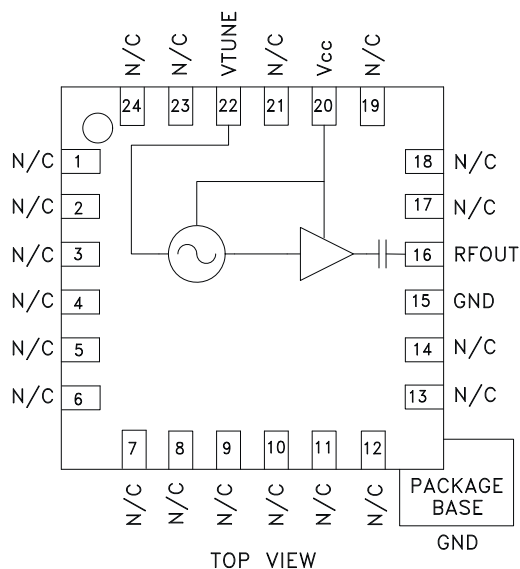 N/C N/C VTUNE N/C Vcc N/C
24 23 22 21 20 19
N/C 1
N/C 2
N/C 3
N/C 4
N/C 5
N/C 6
18 N/C
17 N/C
16 RFOUT
15 GND
14 N/C
13 N/C
7 8 9 10 11 12
N/C N/C N/C N/C N/C N/C
PACKAGE
BASE
GND
TOP VIEW